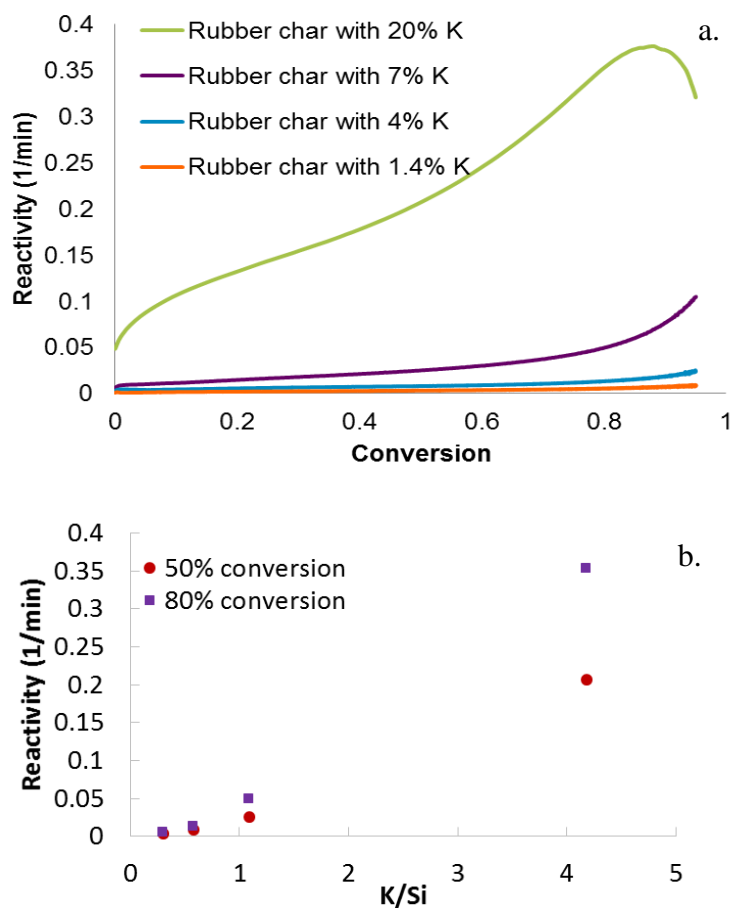 a.
0.4
0.35
0.3
0.25
0.2
0.15
0.1
0.05
0
Rubber char with 20% K
Rubber char with 7% K
Rubber char with 4% K
Rubber char with 1.4% K
Reactivity (1/min)
0 0.2 0.4 0.6 0.8 1
Conversion
b.
0.4
0.35
0.3
0.25
0.2
0.15
0.1
0.05
0
50% conversion
80% conversion
Reactivity (1/min)
0 1 2 3 4 5
K/Si